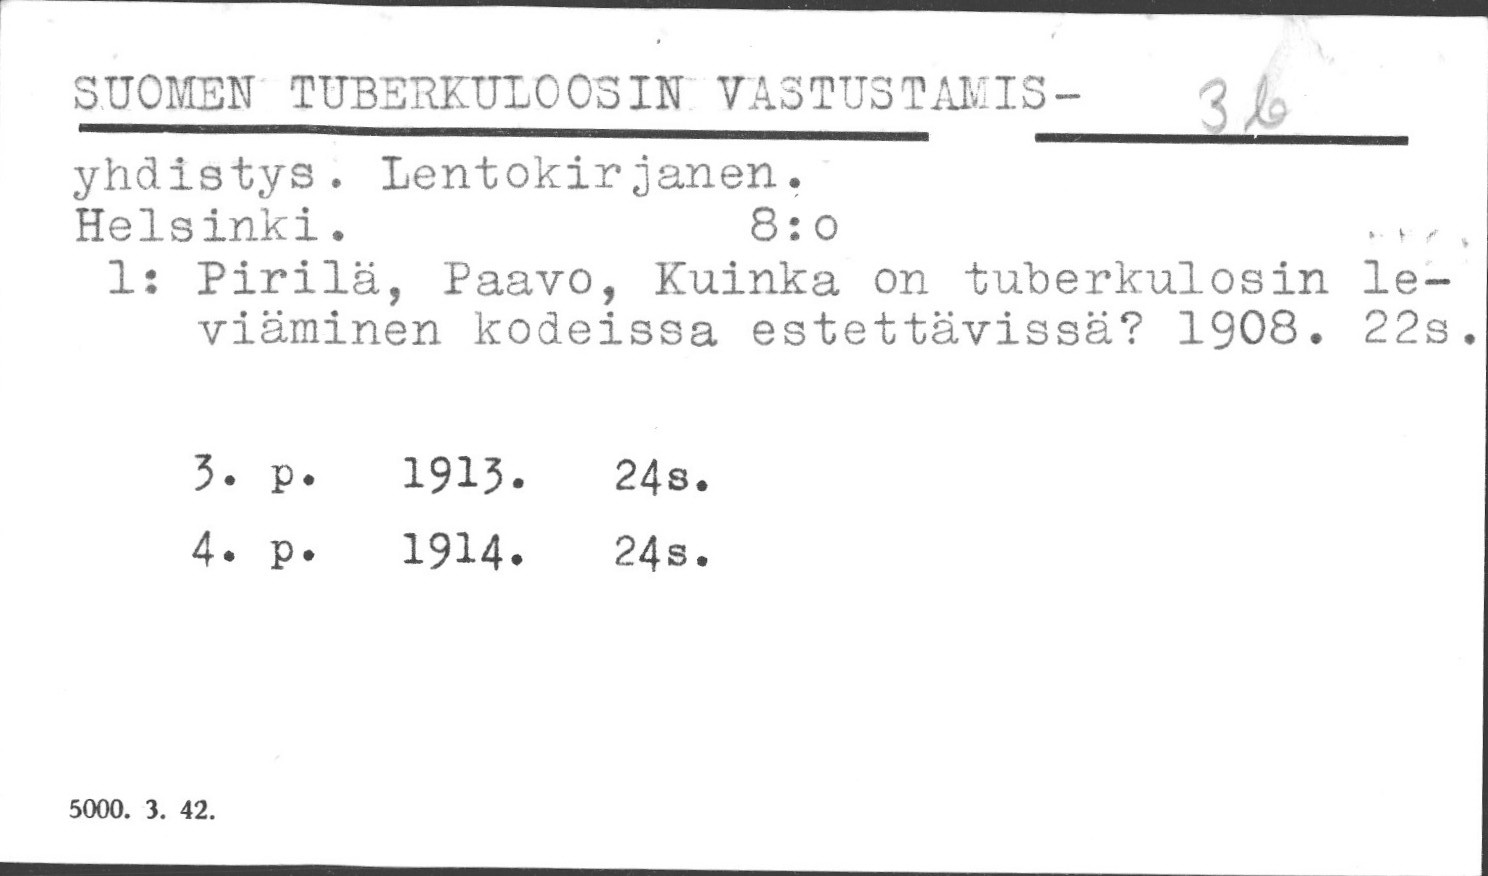 SUOMEN TUBERKULOOSIN VASTUSTAMIS- 3b
yhdistys. Lentokirjanen.
Helsinki. 8:o
1: Pirilä, Paavo, Kuinka on tuberkulosin le-
viäminen kodeissa estettävissä? 1908. 22s.
3. p. 1913. 24s.
4. p. 1914. 24s.
5000. 3. 42.